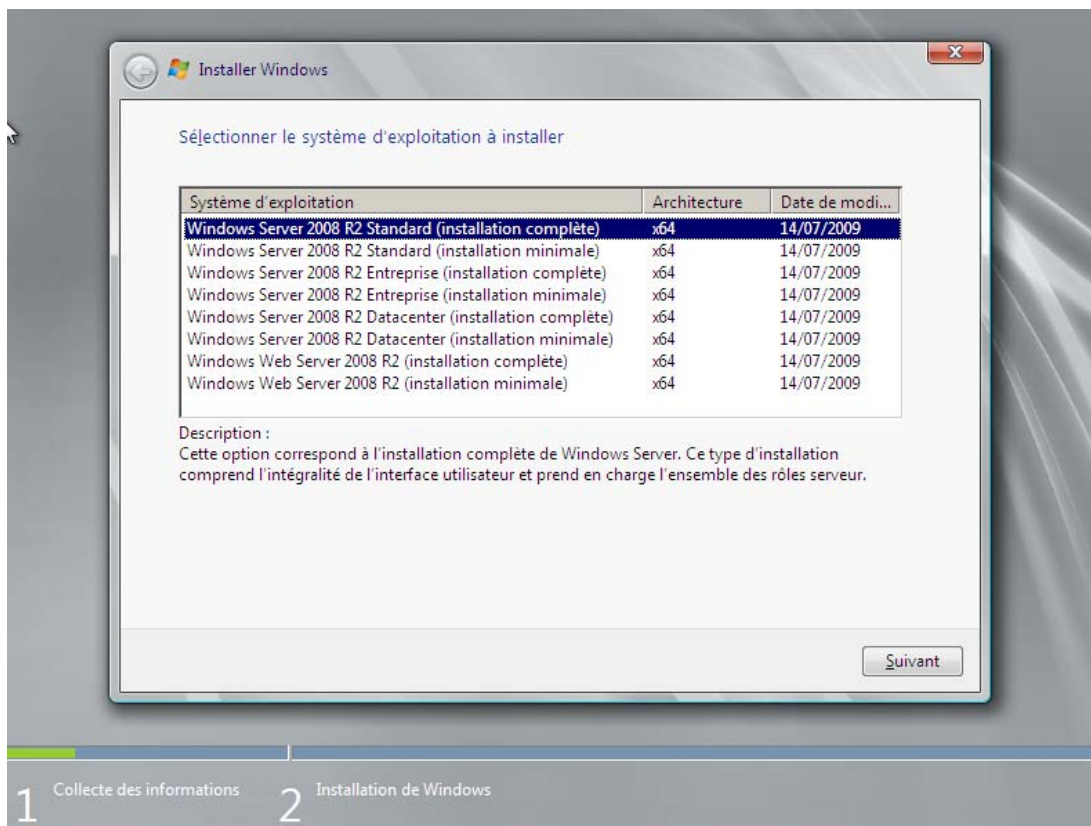 Installer Windows
Sélectionner le système d'exploitation à installer
Système d'exploitation Architecture Date de modi...
Windows Server 2008 R2 Standard (installation complète) x64 14/07/2009
Windows Server 2008 R2 Standard (installation minimale) x64 14/07/2009
Windows Server 2008 R2 Entreprise (installation complète) x64 14/07/2009
Windows Server 2008 R2 Entreprise (installation minimale) x64 14/07/2009
Windows Server 2008 R2 Datacenter (installation complète) x64 14/07/2009
Windows Server 2008 R2 Datacenter (installation minimale) x64 14/07/2009
Windows Web Server 2008 R2 (installation complète) x64 14/07/2009
Windows Web Server 2008 R2 (installation minimale) x64 14/07/2009
Description :
Cette option correspond à l'installation complète de Windows Server. Ce type d'installation
comprend l'intégralité de l'interface utilisateur et prend en charge l'ensemble des rôles serveur.
Suivant
1 Collecte des informations 2 Installation de Windows